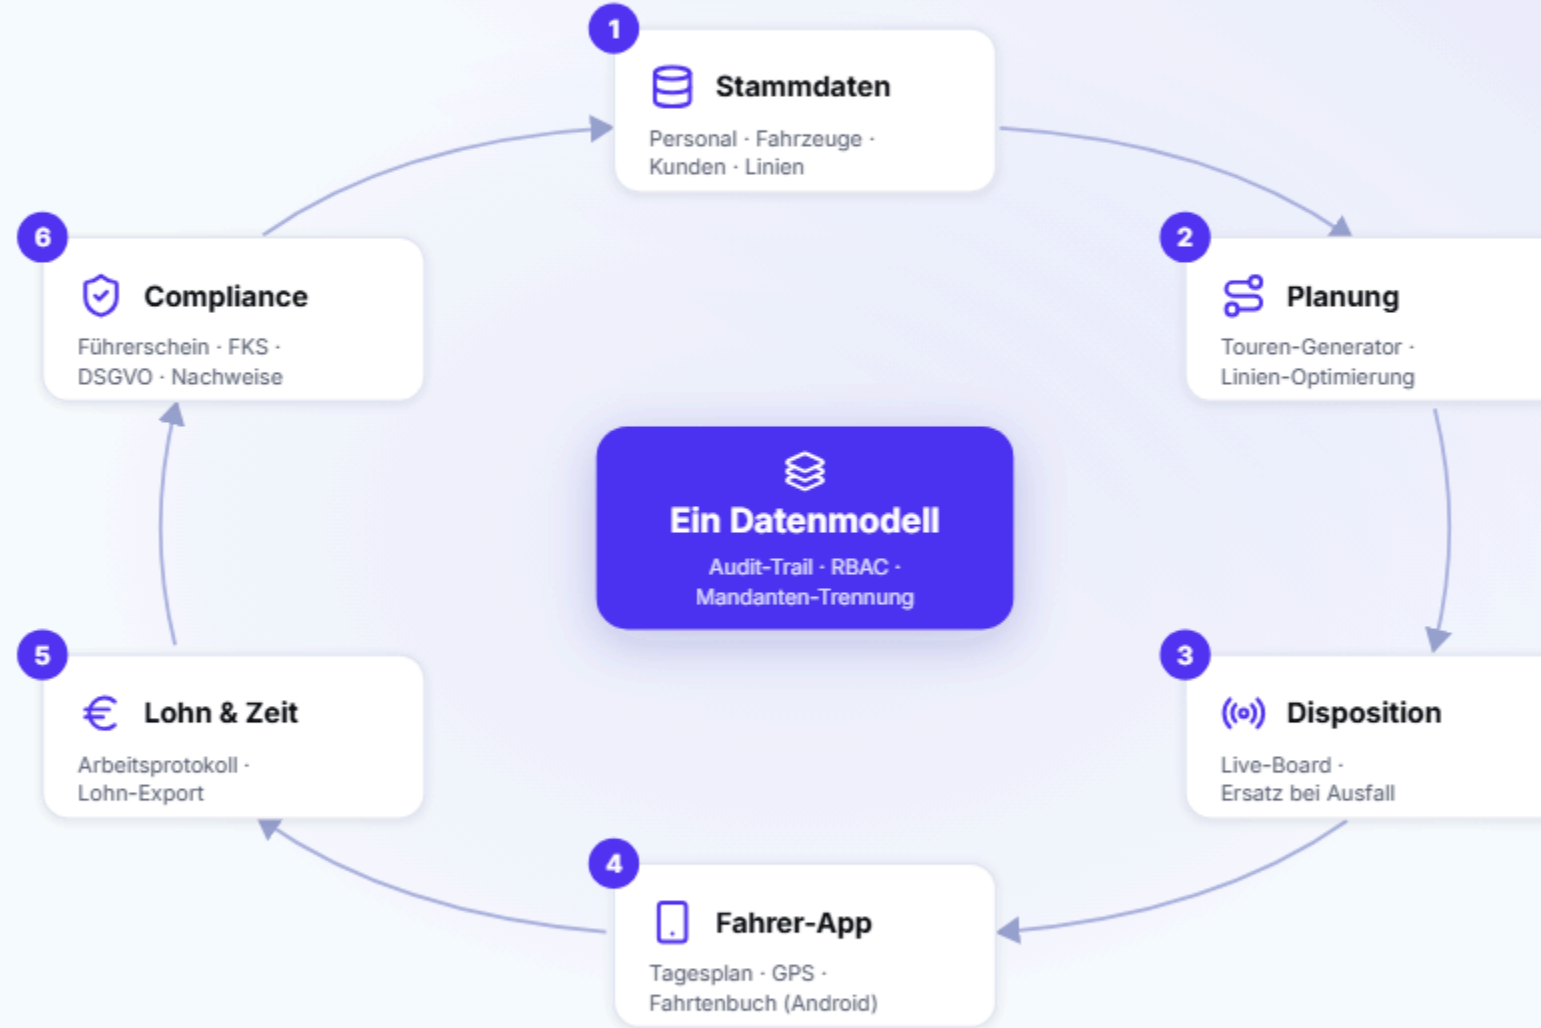 1
Stammdaten
Personal · Fahrzeuge ·
Kunden · Linien
2
Planung
Touren-Generator ·
Linien-Optimierung
3
Disposition
Live-Board ·
Ersatz bei Ausfall
4
Fahrer-App
Tagesplan · GPS ·
Fahrtenbuch (Android)
5
Lohn & Zeit
Arbeitsprotokoll ·
Lohn-Export
6
Compliance
Führerschein · FKS ·
DSGVO · Nachweise
Ein Datenmodell
Audit-Trail · RBAC ·
Mandanten-Trennung